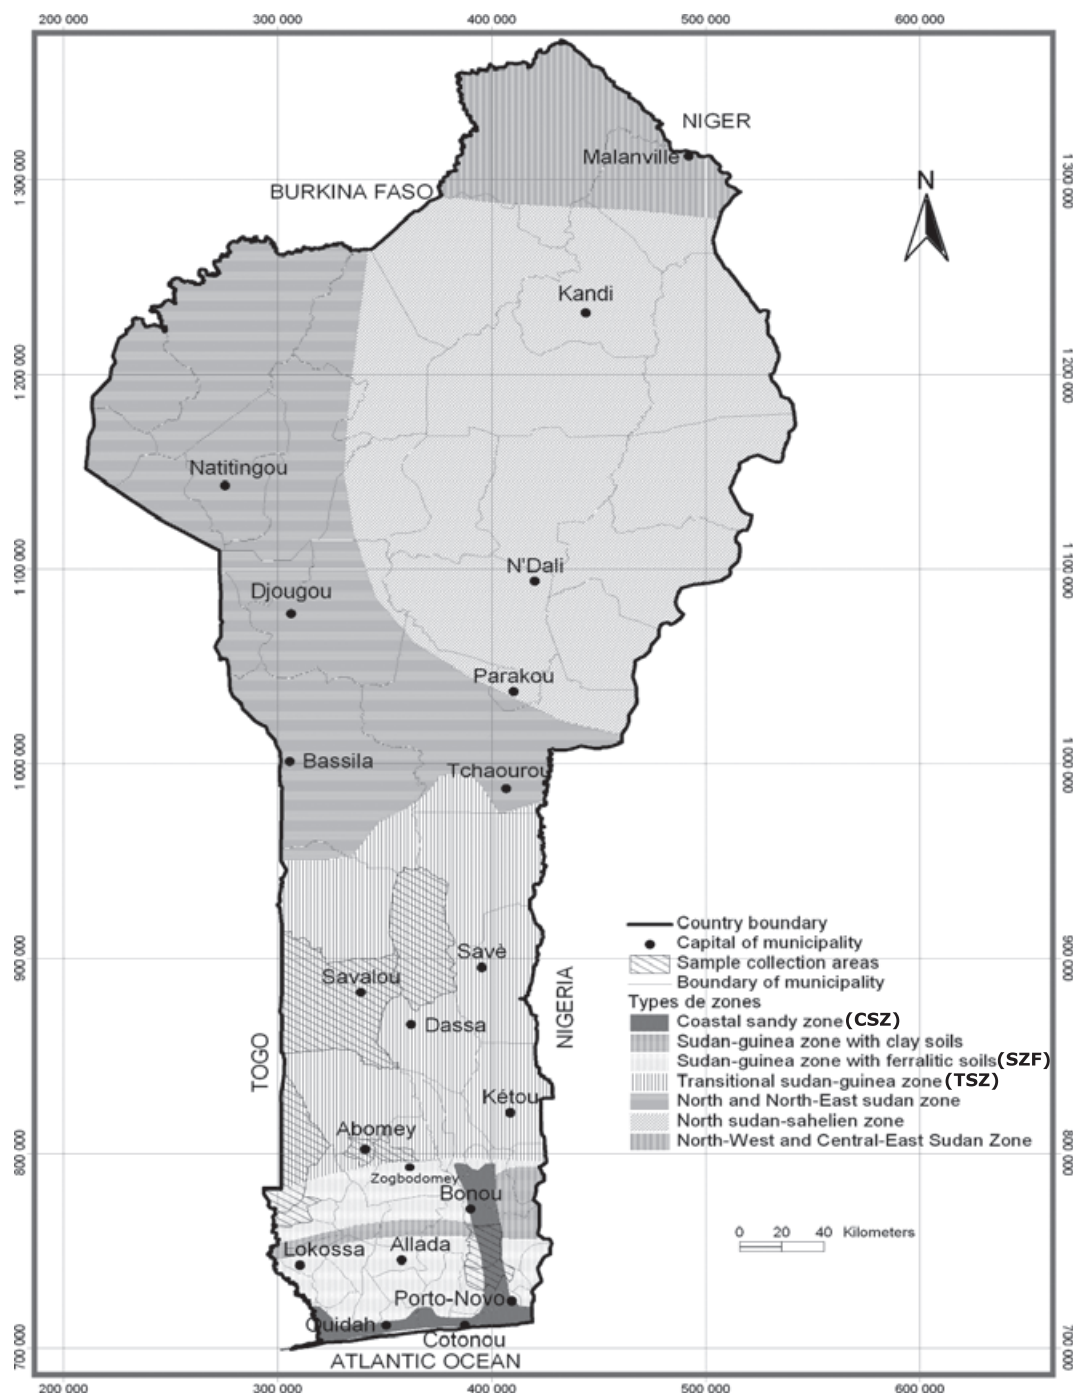 200 000 300 000 400 000 500 000 600 000
NIGER
Malanville
1 300 000 1 300 000
BURKINA FASO
N
Kandi
1 200 000 1 200 000
Natitingou
N'Dali
1 100 000 1 100 000
Djougou
Parakou
Bassila
Tchaourou
1 000 000 1 000 000
Country boundary
Capital of municipality
Sample collection areas
Boundary of municipality
Types de zones
Coastal sandy zone (CSZ)
Sudan-guinea zone with clay soils
Sudan-guinea zone with ferralitic soils (SZF)
Transitional sudan-guinea zone (TSZ)
North and North-East sudan zone
North sudan-sahelien zone
North-West and Central-East Sudan Zone
Savè
900 000 900 000
Savalou
Dassa
NIGERIA
TOGO
Kétou
Abomey
800 000 800 000
Zogbodomey
Bonou
0 20 40 Kilometers
Lokossa
Allada
Porto-Novo
Ouidah
Cotonou
700 000 700 000
ATLANTIC OCEAN
200 000 300 000 400 000 500 000 600 000